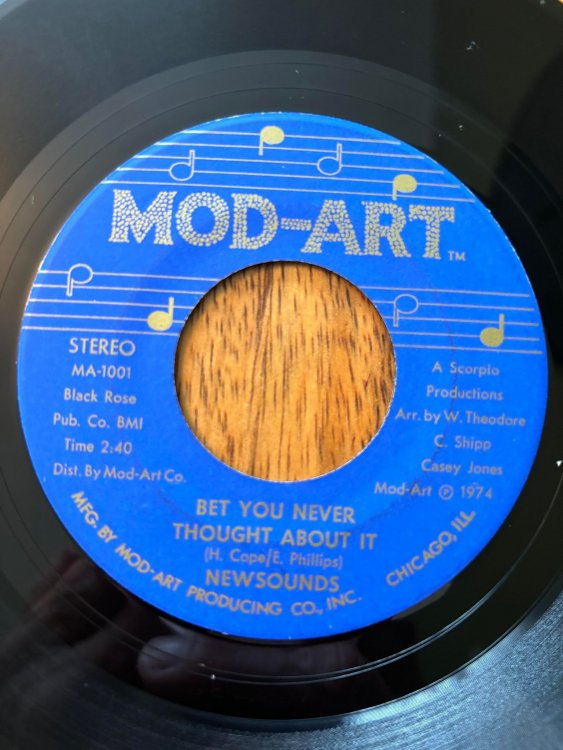 MOD-ART™
STEREO
MA-1001
Black Rose
Pub. Co. BMI
Time 2:40
Dist. By Mod-Art Co.
A Scorpio
Productions
Arr. by W. Theodore
C. Shipp
Casey Jones
Mod-Art ℗ 1974
BET YOU NEVER
THOUGHT ABOUT IT
(H. Cope/E. Phillips)
NEWSOUNDS
MFG. BY MOD-ART PRODUCING CO., INC. CHICAGO, ILL.